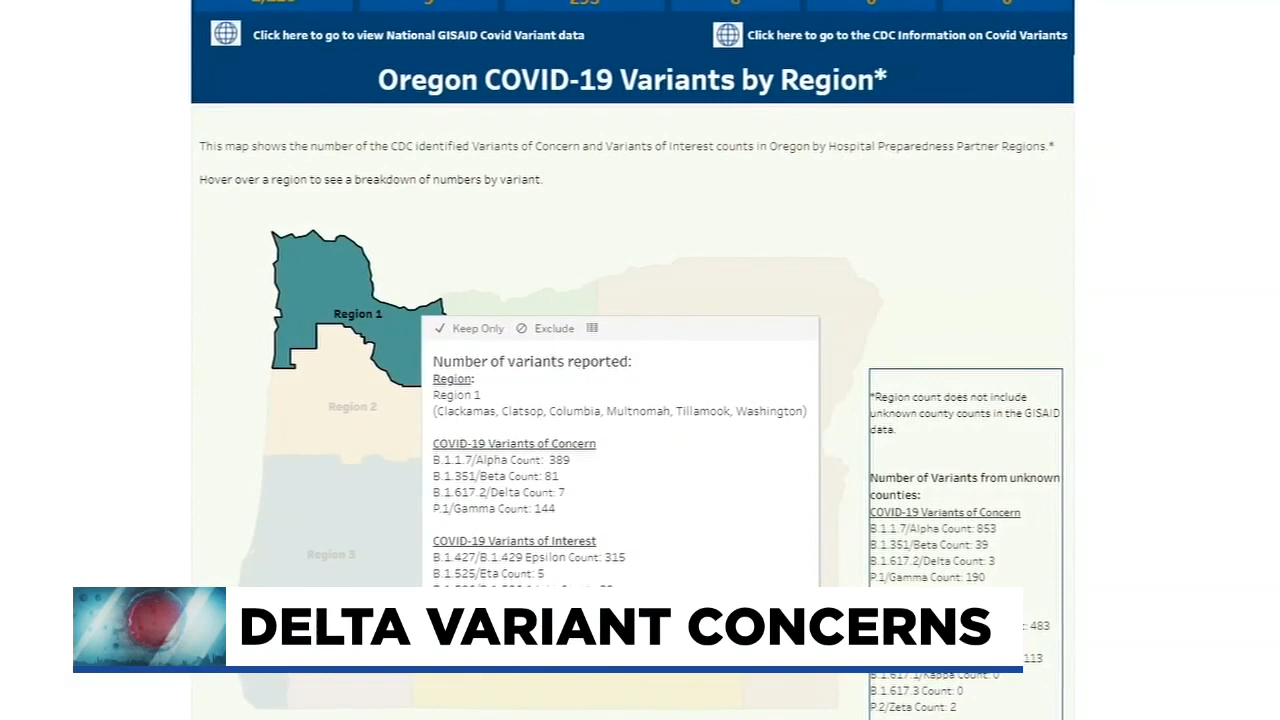 Click here to go to view National GISAID Covid Variant data
Click here to go to the CDC Information on Covid Variants
Oregon COVID-19 Variants by Region*
This map shows the number of the CDC identified Variants of Concern and Variants of Interest counts in Oregon by Hospital Preparedness Partner Regions.*
Hover over a region to see a breakdown of numbers by variant.
Region 1
Region 2
Region 3
Keep Only
Exclude
Number of variants reported:
Region:
Region 1
(Clackamas, Clatsop, Columbia, Multnomah, Tillamook, Washington)
COVID-19 Variants of Concern
B.1.1.7/Alpha Count: 389
B.1.351/Beta Count: 81
B.1.617.2/Delta Count: 7
P.1/Gamma Count: 144
COVID-19 Variants of Interest
B.1.427/B.1.429 Epsilon Count: 315
B.1.525/Eta Count: 5
*Region count does not include
unknown county counts in the GISAID
data.
Number of Variants from unknown
counties:
COVID-19 Variants of Concern
B.1.1.7/Alpha Count: 853
B.1.351/Beta Count: 39
B.1.617.2/Delta Count: 3
P.1/Gamma Count: 190
: 483
113
B.1.617.1/Kappa Count: 0
B.1.617.3 Count: 0
P.2/Zeta Count: 2
DELTA VARIANT CONCERNS